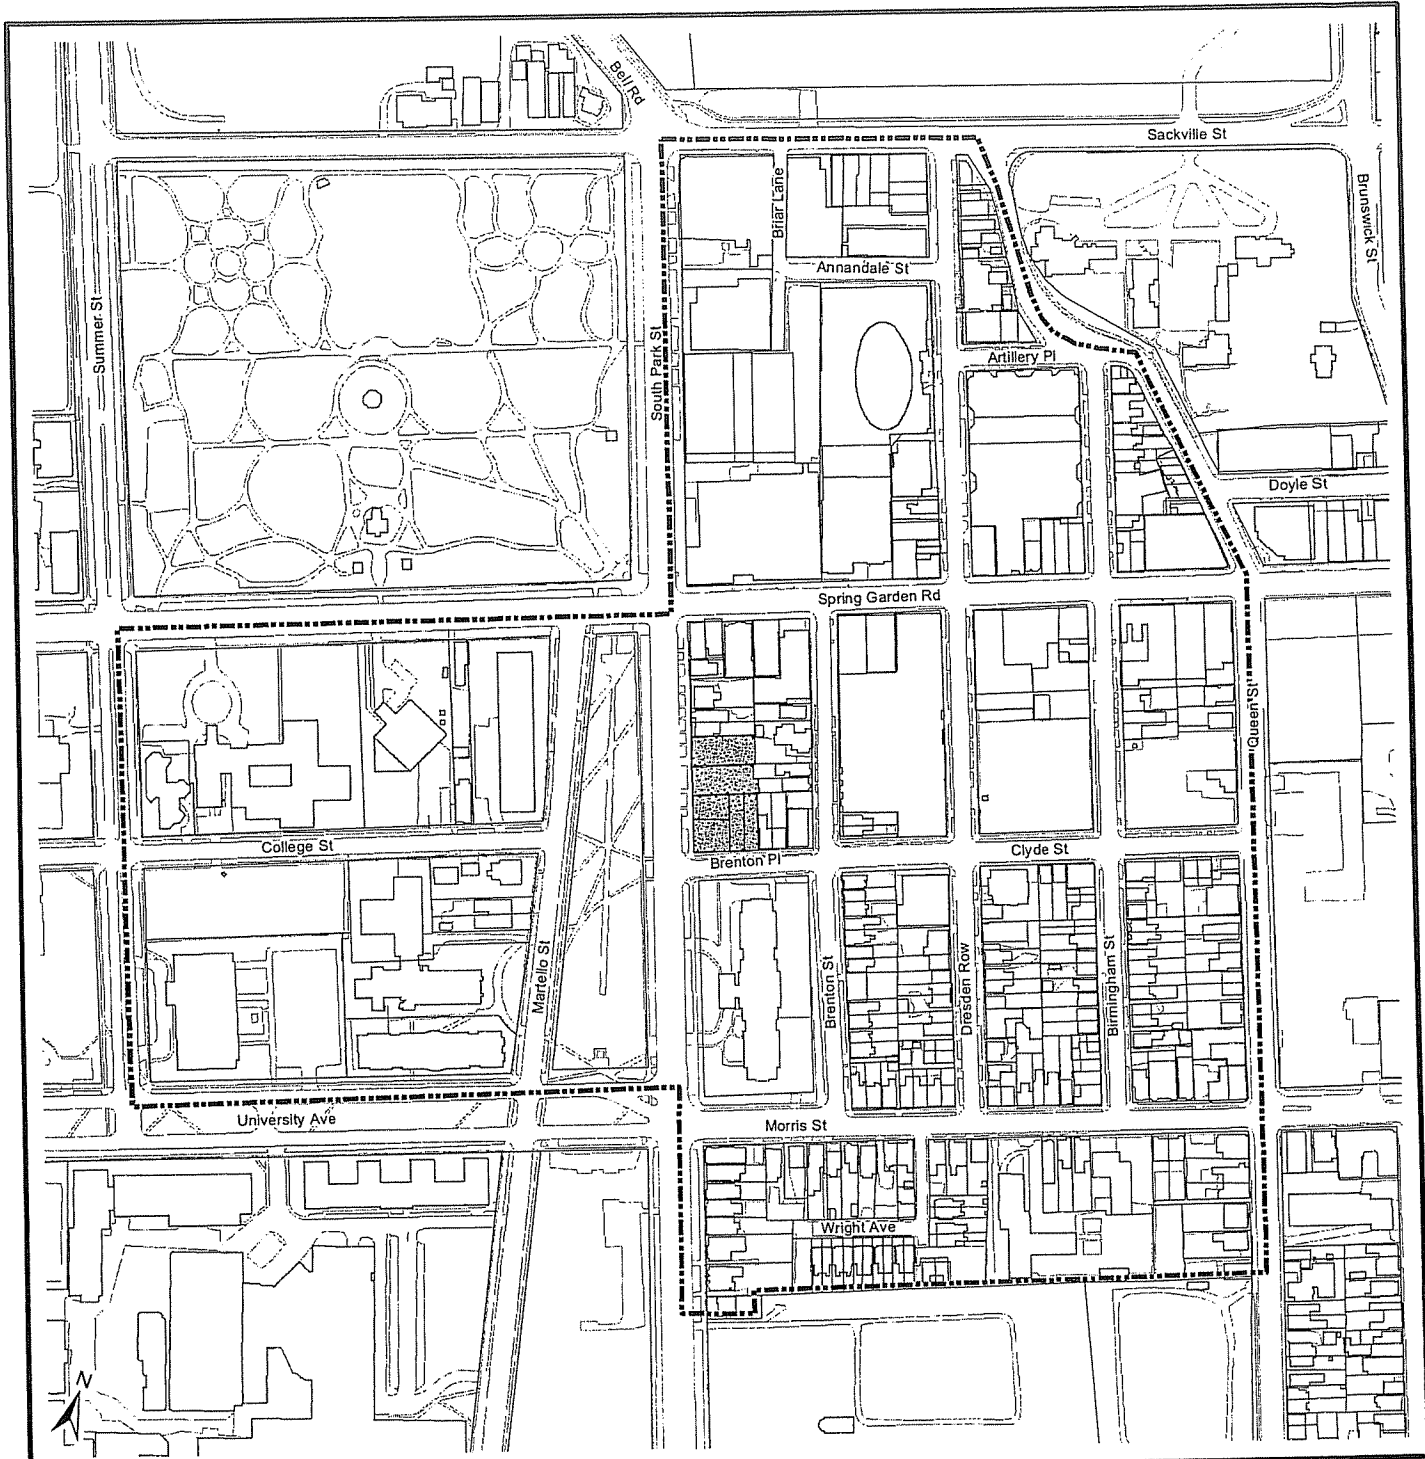 Bell Rd
Sackville St
Briar Lane
Brunswick St
Annandale St
Summer St
South Park St
Artillery Pl
Doyle St
Spring Garden Rd
Queen St
College St
Brenton Pl
Clyde St
Martello St
Brenton St
Dresden Row
Birmingham St
University Ave
Morris St
Wright Ave
N